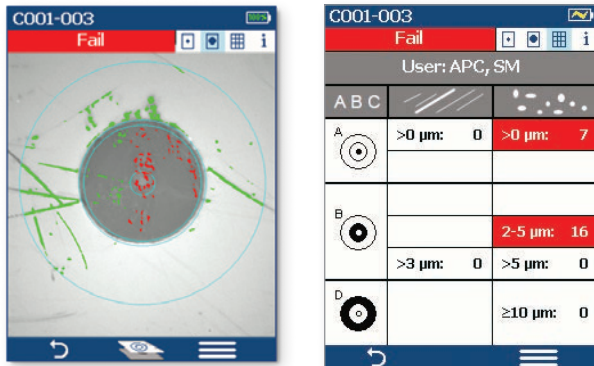 C001-003
100%
Fail
i
C001-003
Fail
i
User: APC, SM
A B C
A
>0 µm: 0
>0 µm: 7
B
2-5 µm: 16
>3 µm: 0
>5 µm: 0
D
≥10 µm: 0